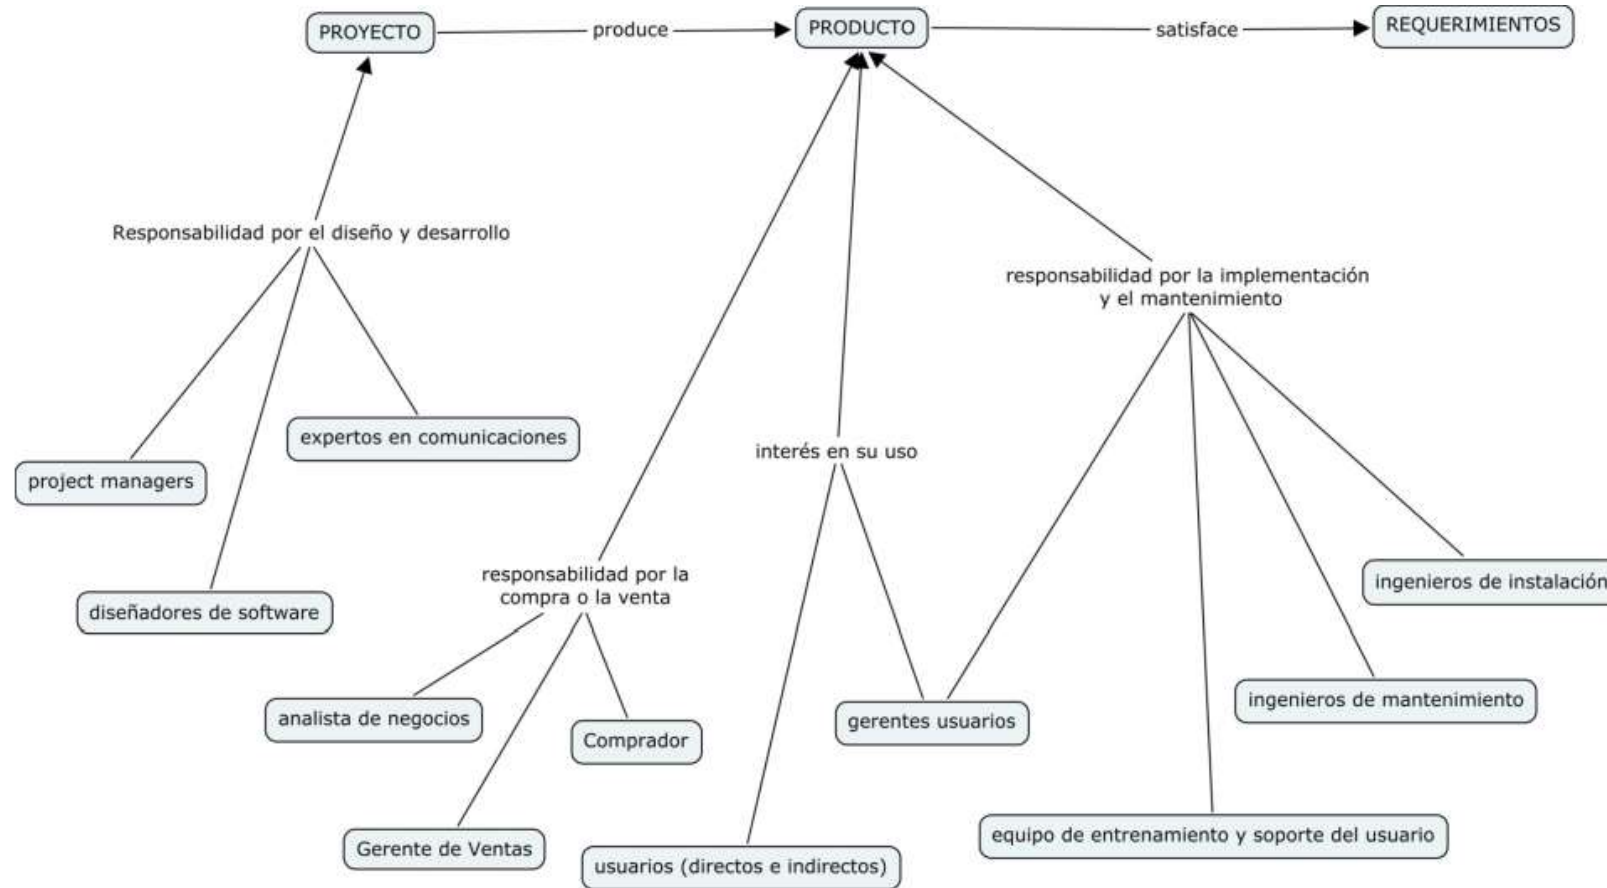 PROYECTO
produce
PRODUCTO
satisface
REQUERIMIENTOS
Responsabilidad por el diseño y desarrollo
responsabilidad por la implementación
y el mantenimiento
expertos en comunicaciones
interés en su uso
project managers
responsabilidad por la
compra o la venta
ingenieros de instalación
diseñadores de software
ingenieros de mantenimiento
analista de negocios
gerentes usuarios
Comprador
equipo de entrenamiento y soporte del usuario
Gerente de Ventas
usuarios (directos e indirectos)